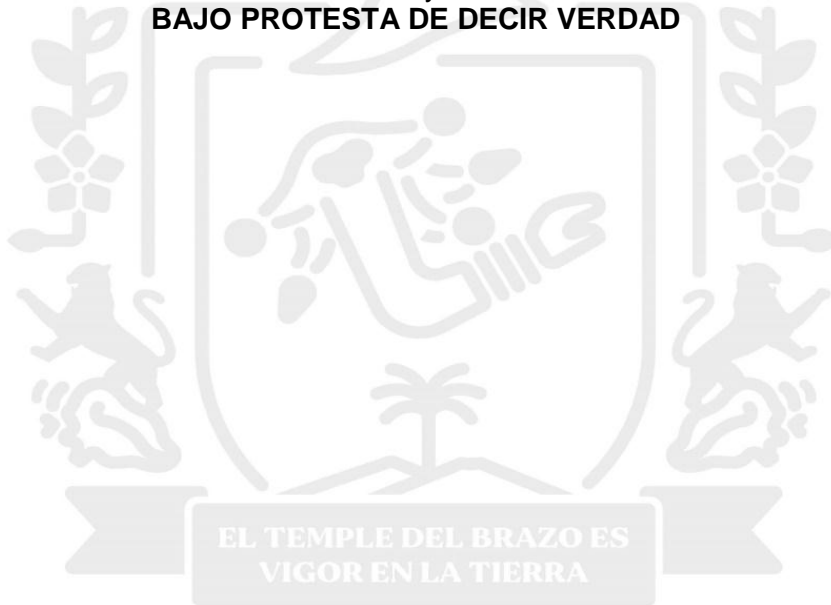 BAJO PROTESTA DE DECIR VERDAD
EL TEMPLE DEL BRAZO ES
VIGOR EN LA TIERRA